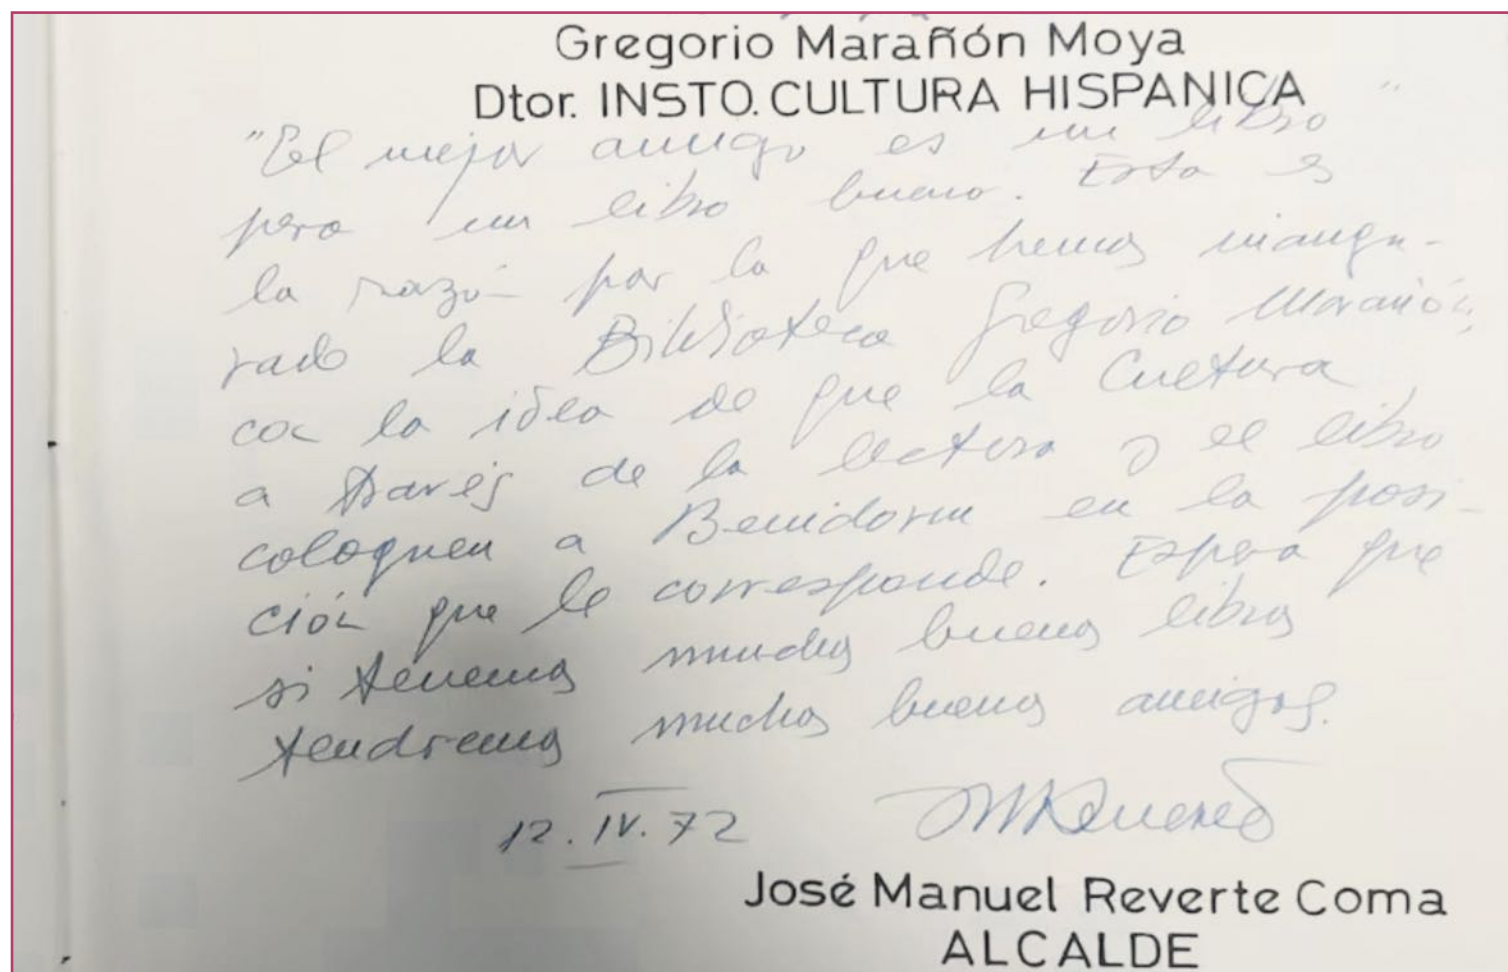 Gregorio Marañón Moya
Dtor. INSTO. CULTURA HISPANICA
"El mejor amigo es un libro"
pero un libro bueno. Esta es
la razón por la que hemos inaugu-
rado la Biblioteca Gregorio Marañón,
con la idea de que la Cultura
a través de la lectura y el libro
coloquen a Benidorm en la posi-
ción que le corresponde. Espero que
si tenemos muchos buenos libros
tendremos muchos buenos amigos.
12.IV.72
José Manuel Reverte Coma
ALCALDE